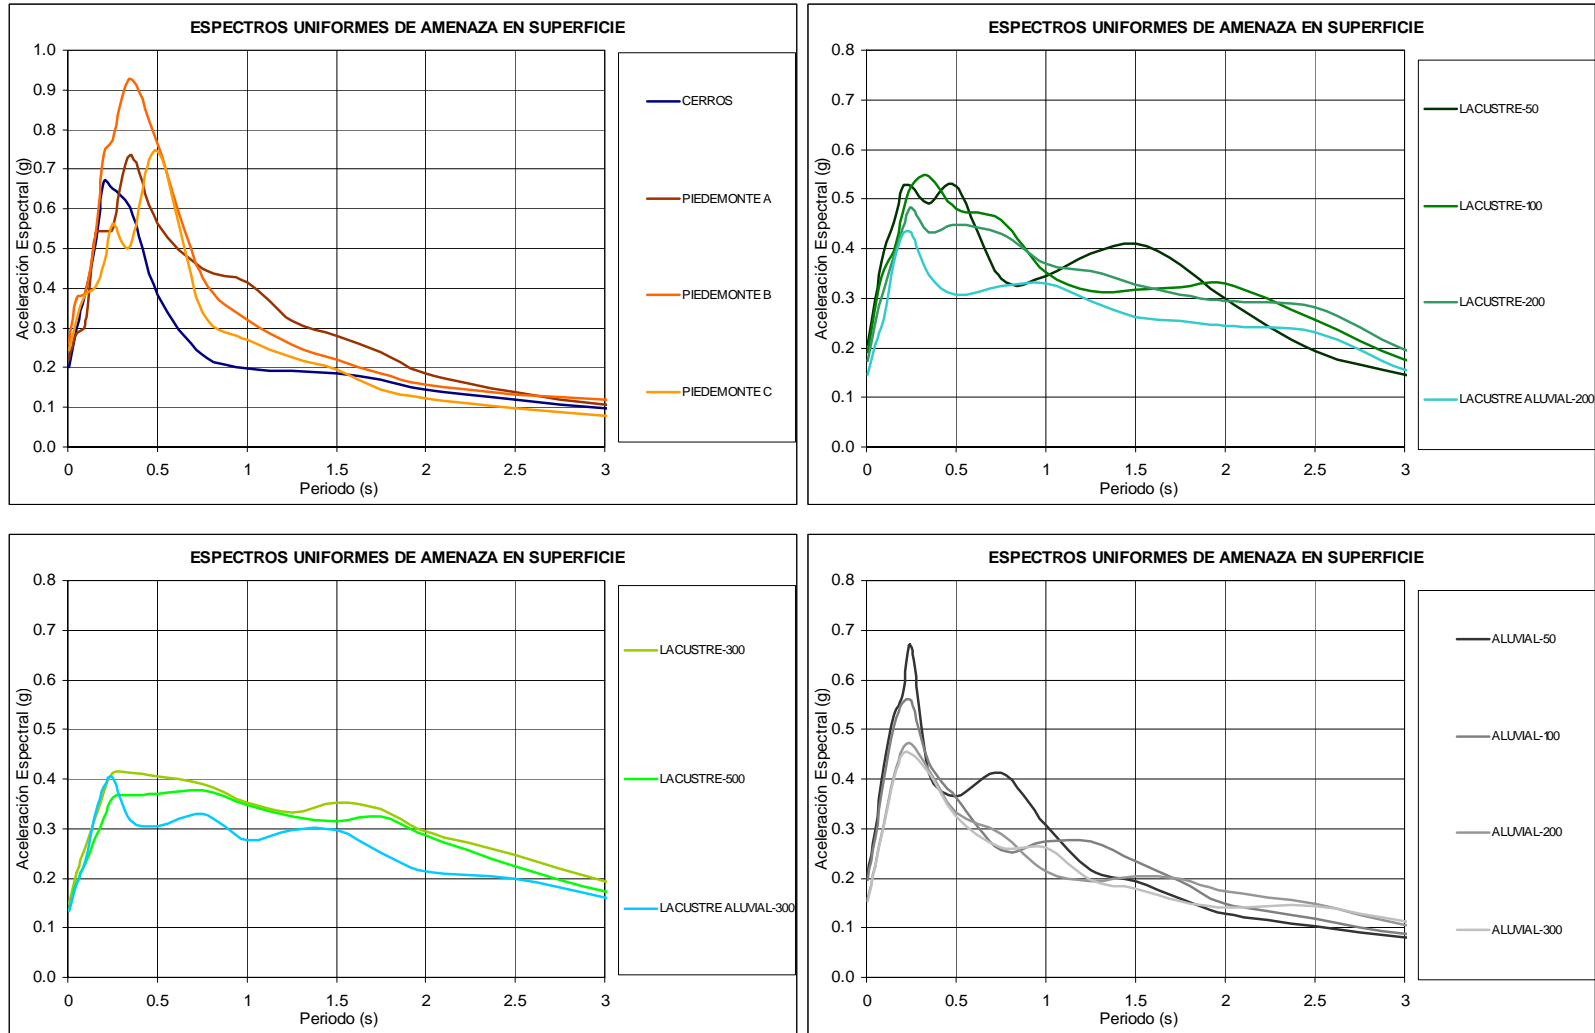 ESPECTROS UNIFORMES DE AMENAZA EN SUPERFICIE
Aceleración Espectral (g)
1.0
0.9
0.8
0.7
0.6
0.5
0.4
0.3
0.2
0.1
0.0
0 0.5 1 1.5 2 2.5 3
Periodo (s)
CERROS
PIEDEMONTE A
PIEDEMONTE B
PIEDEMONTE C
ESPECTROS UNIFORMES DE AMENAZA EN SUPERFICIE
Aceleración Espectral (g)
0.8
0.7
0.6
0.5
0.4
0.3
0.2
0.1
0.0
0 0.5 1 1.5 2 2.5 3
Periodo (s)
LACUSTRE-50
LACUSTRE-100
LACUSTRE-200
LACUSTRE ALUVIAL-200
ESPECTROS UNIFORMES DE AMENAZA EN SUPERFICIE
Aceleración Espectral (g)
0.8
0.7
0.6
0.5
0.4
0.3
0.2
0.1
0.0
0 0.5 1 1.5 2 2.5 3
Periodo (s)
LACUSTRE-300
LACUSTRE-500
LACUSTRE ALUVIAL-300
ESPECTROS UNIFORMES DE AMENAZA EN SUPERFICIE
Aceleración Espectral (g)
0.8
0.7
0.6
0.5
0.4
0.3
0.2
0.1
0.0
0 0.5 1 1.5 2 2.5 3
Periodo (s)
ALUVIAL-50
ALUVIAL-100
ALUVIAL-200
ALUVIAL-300